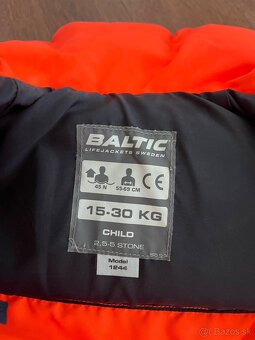 BALTIC
LIFEJACKETS SWEDEN
45 N
55-69 CM
CE
15-30 KG
CHILD
2,5-5 STONE
Model
1246
© bazos.sk